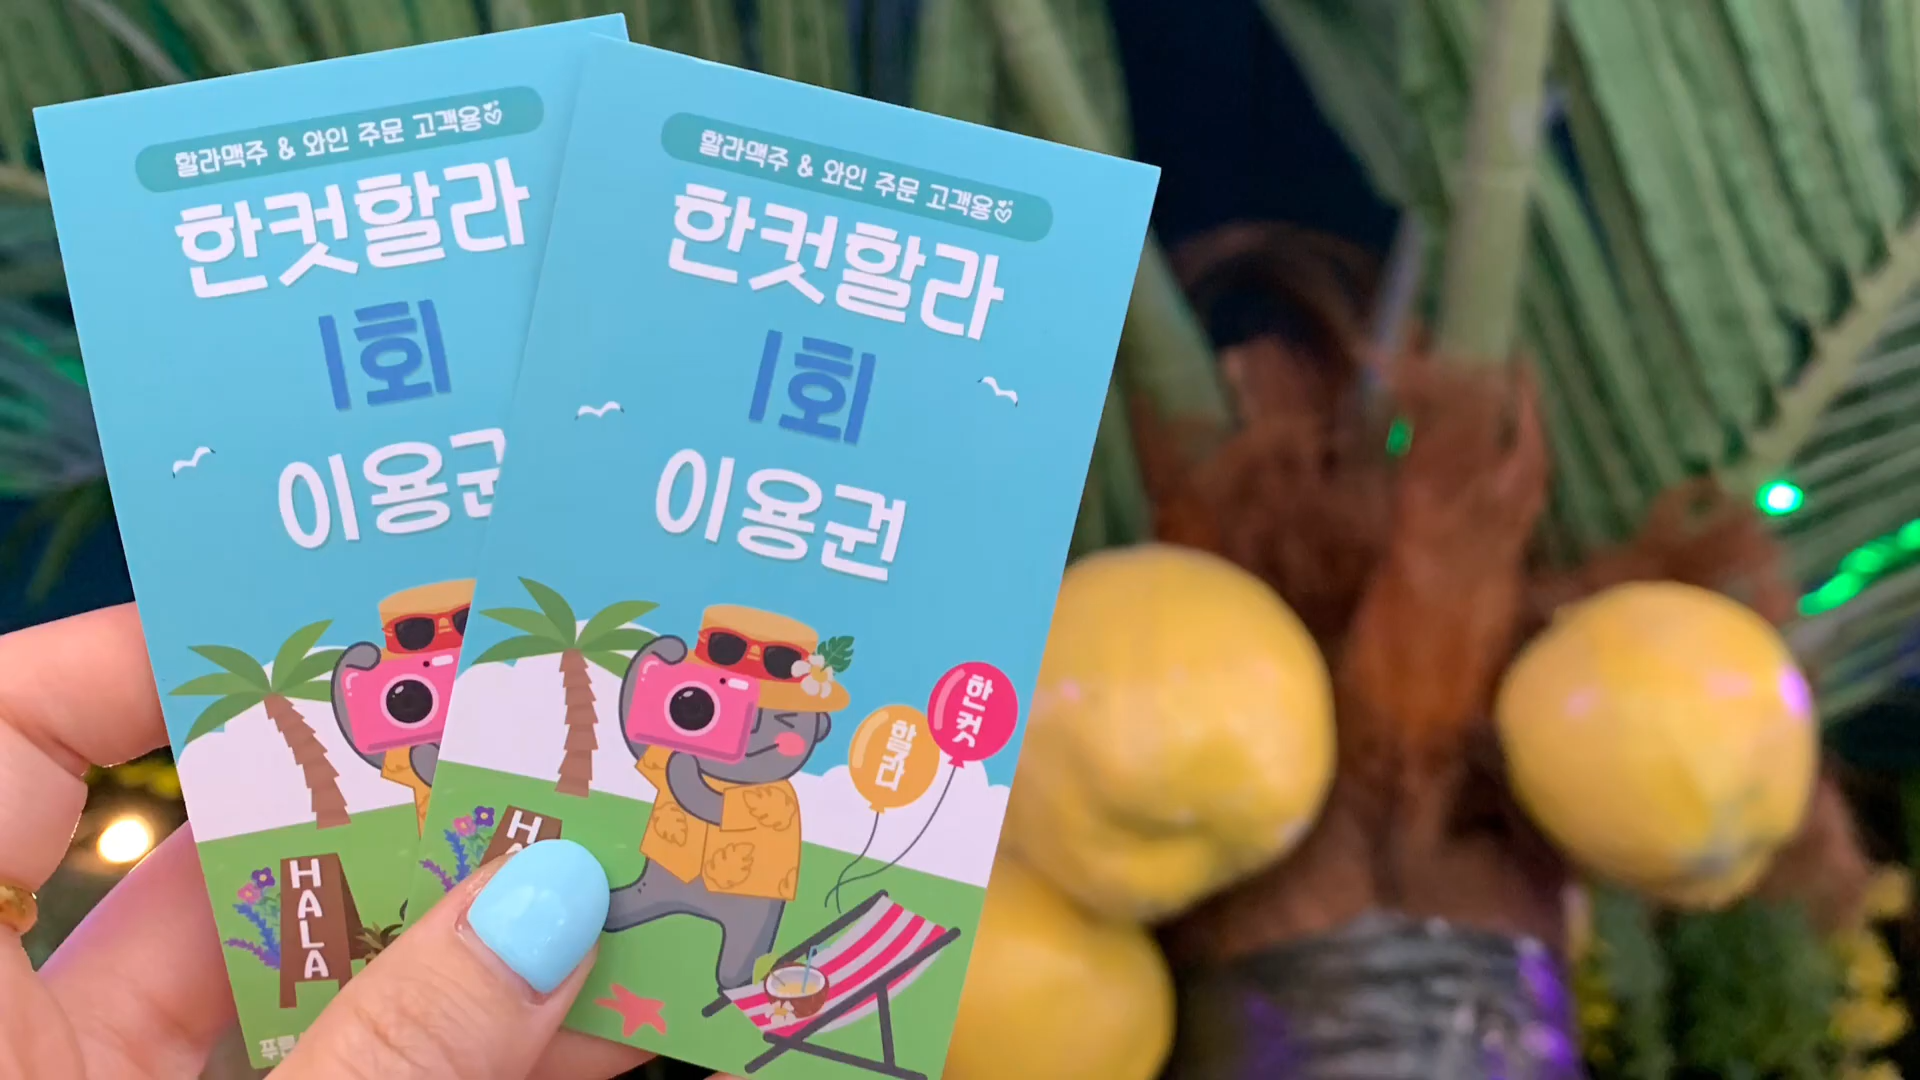 할라맥주 & 와인 주문 고객용
한컷할라
1회
이용권
HALA
할라맥주 & 와인 주문 고객용
한컷할라
1회
이용권
한컷
할라